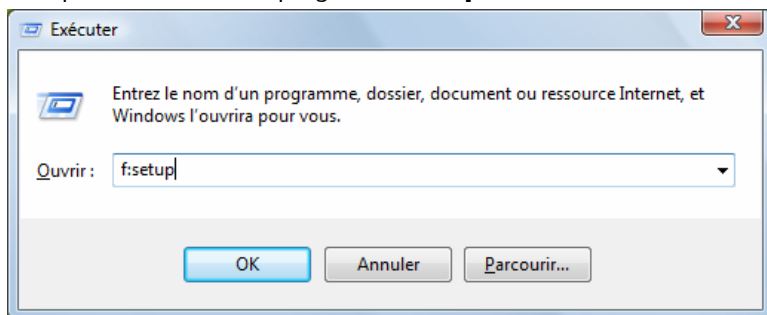 Exécuter
Entrez le nom d'un programme, dossier, document ou ressource Internet, et
Windows l'ouvrira pour vous.
Ouvrir : f:setup
OK Annuler Parcourir...